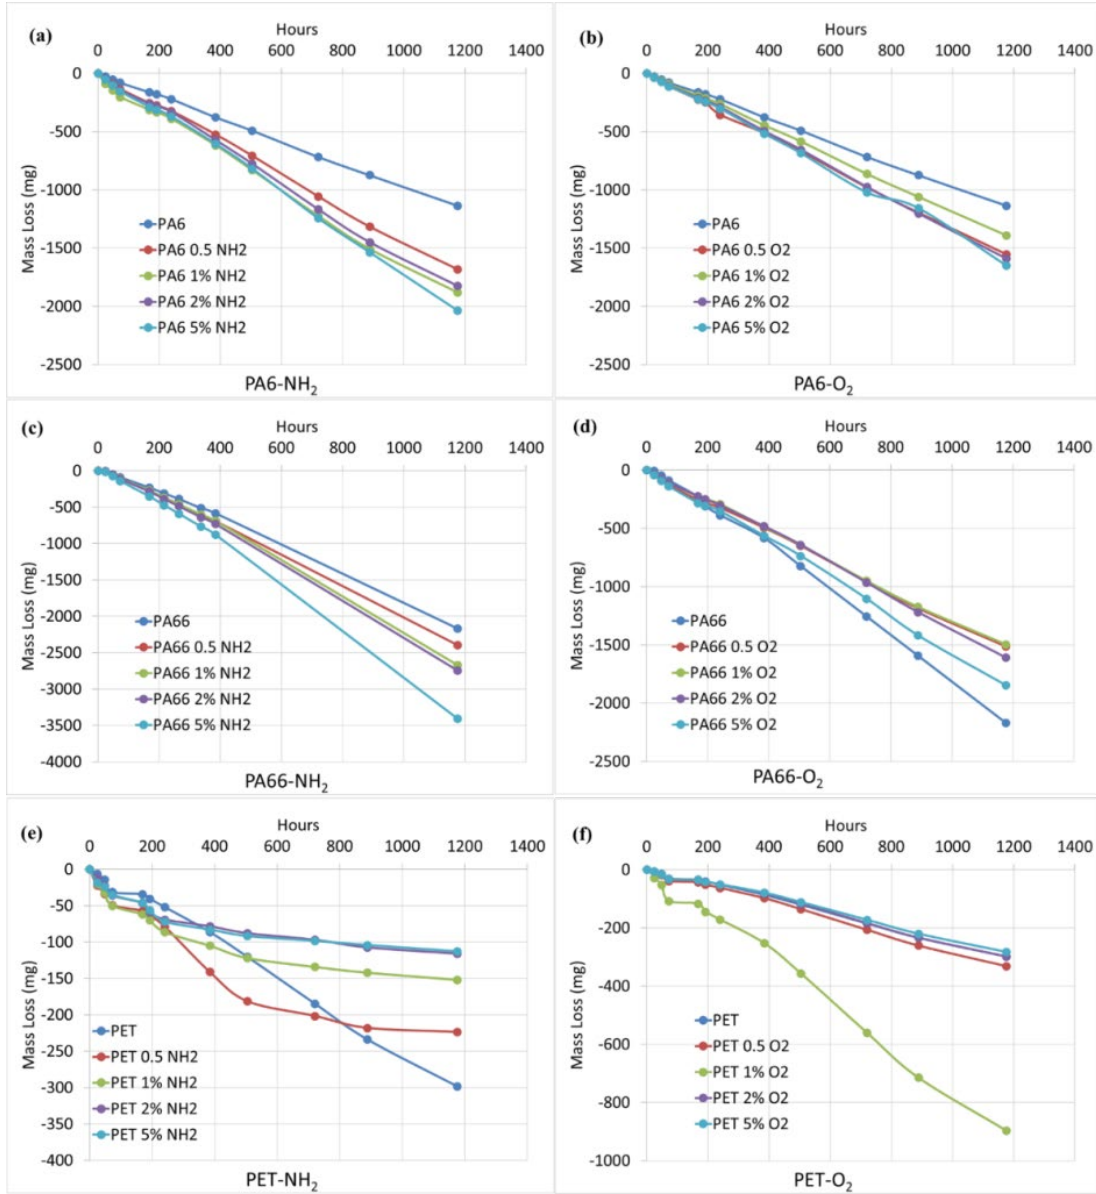 (a)
Hours
0 200 400 600 800 1000 1200 1400
0
-500
-1000
-1500
-2000
-2500
Mass Loss (mg)
PA6
PA6 0.5 NH2
PA6 1% NH2
PA6 2% NH2
PA6 5% NH2
PA6-NH₂
(b)
Hours
0 200 400 600 800 1000 1200 1400
0
-500
-1000
-1500
-2000
-2500
Mass Loss (mg)
PA6
PA6 0.5 O2
PA6 1% O2
PA6 2% O2
PA6 5% O2
PA6-O₂
(c)
Hours
0 200 400 600 800 1000 1200 1400
0
-500
-1000
-1500
-2000
-2500
-3000
-3500
-4000
Mass Loss (mg)
PA66
PA66 0.5 NH2
PA66 1% NH2
PA66 2% NH2
PA66 5% NH2
PA66-NH₂
(d)
Hours
0 200 400 600 800 1000 1200 1400
0
-500
-1000
-1500
-2000
-2500
Mass Loss (mg)
PA66
PA66 0.5 O2
PA66 1% O2
PA66 2% O2
PA66 5% O2
PA66-O₂
(e)
Hours
0 200 400 600 800 1000 1200 1400
0
-50
-100
-150
-200
-250
-300
-350
-400
Mass Loss (mg)
PET
PET 0.5 NH2
PET 1% NH2
PET 2% NH2
PET 5% NH2
PET-NH₂
(f)
Hours
0 200 400 600 800 1000 1200 1400
0
-200
-400
-600
-800
-1000
Mass Loss (mg)
PET
PET 0.5 O2
PET 1% O2
PET 2% O2
PET 5% O2
PET-O₂